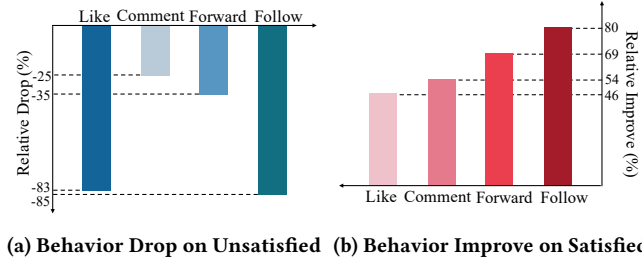 Like Comment Forward Follow
Relative Drop (%)
-25
-35
-83
-85
80
69
54
46
Relative Improve (%)
Like Comment Forward Follow
(a) Behavior Drop on Unsatisfied (b) Behavior Improve on Satisfied